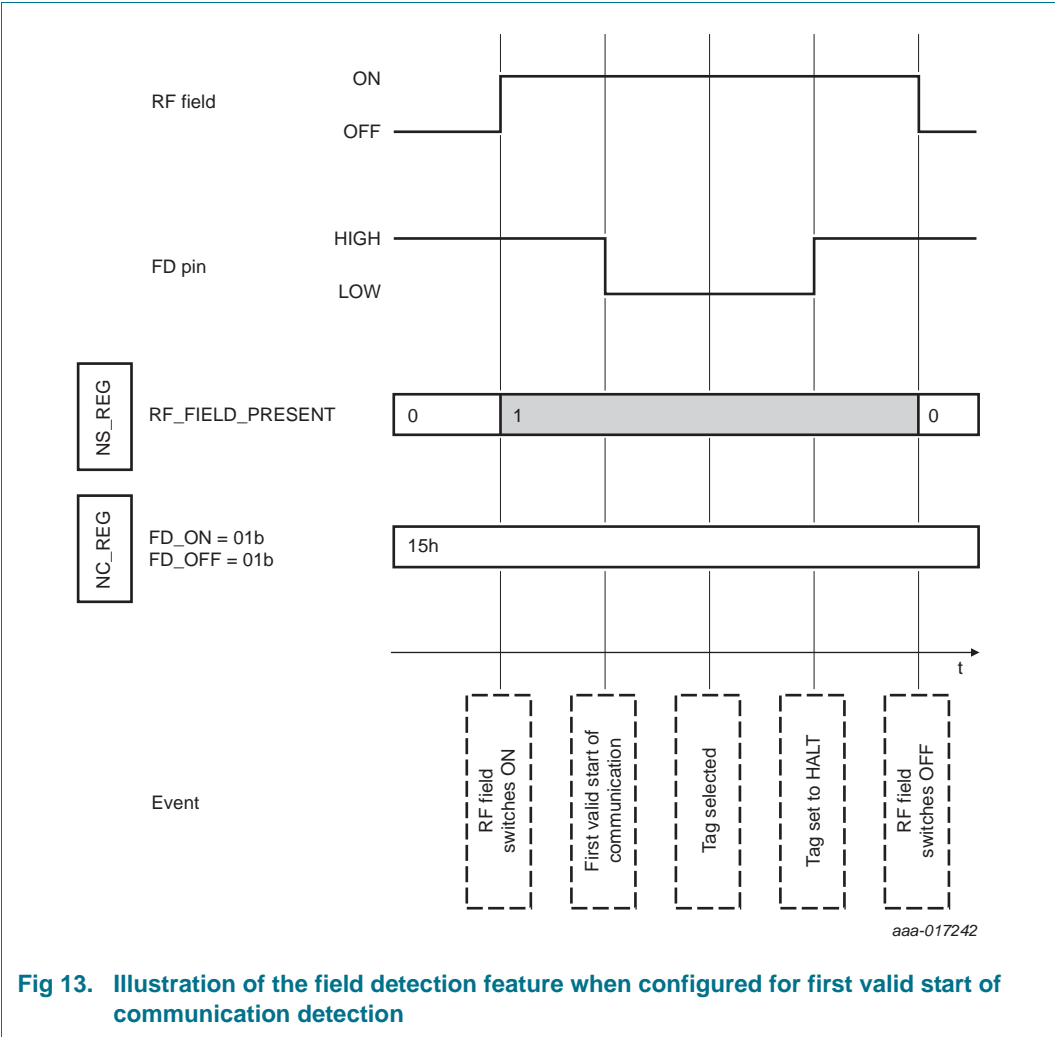 RF field
ON
OFF
FD pin
HIGH
LOW
NS_REG
RF_FIELD_PRESENT
0
1
0
NC_REG
FD_ON = 01b
FD_OFF = 01b
15h
t
Event
RF field
switches ON
First valid start of
communication
Tag selected
Tag set to HALT
RF field
switches OFF
aaa-017242
Fig 13. Illustration of the field detection feature when configured for first valid start of
communication detection